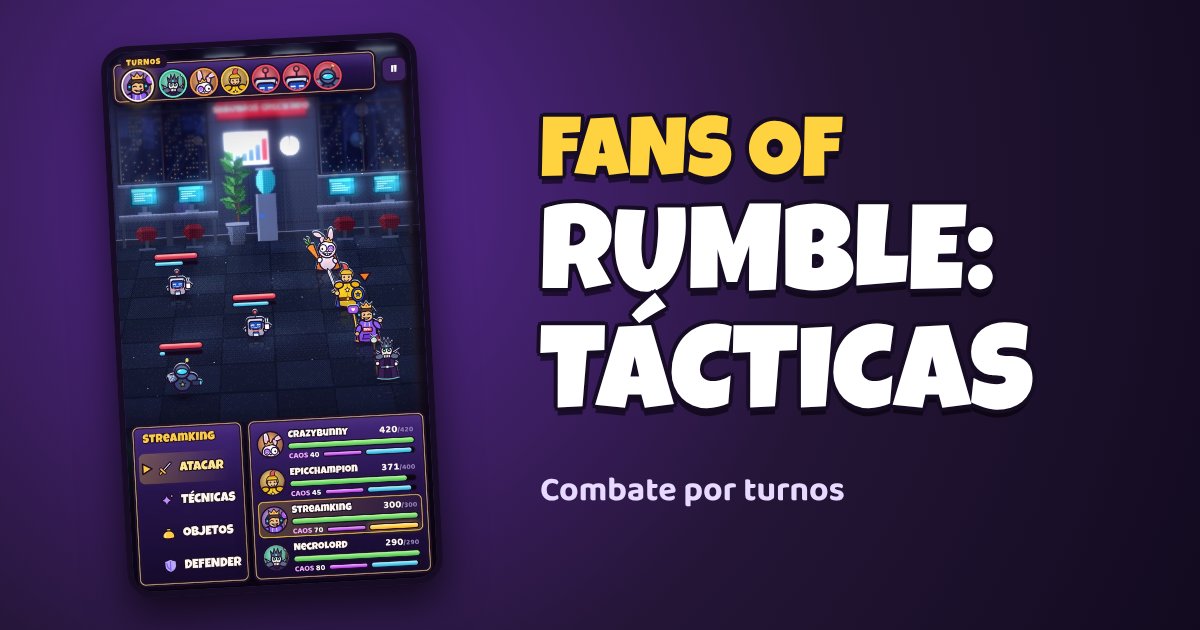 TURNOS
STREAMKING
ATACAR
TÉCNICAS
OBJETOS
DEFENDER
CRAZYBUNNY 420/420
CAOS 40
EPICCHAMPION 371/400
CAOS 45
STREAMKING 300/300
CAOS 70
NECROLORD 290/290
CAOS 80
FANS OF
RUMBLE:
TÁCTICAS
Combate por turnos